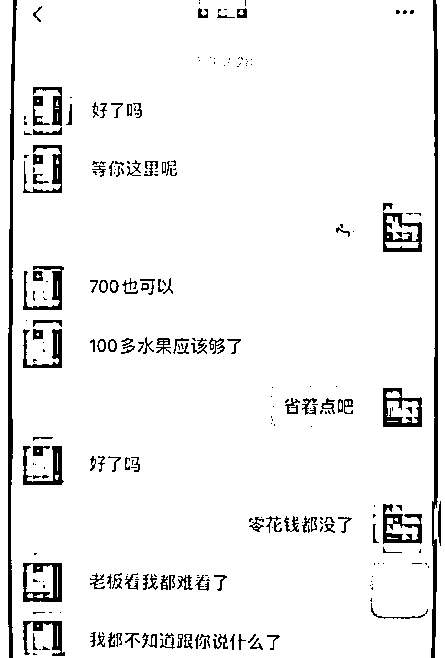 好了吗
等你这里呢
700也可以
100多水果应该够了
省着点吧
好了吗
零花钱都没了
老板看我都难看了
我都不知道跟你说什么了